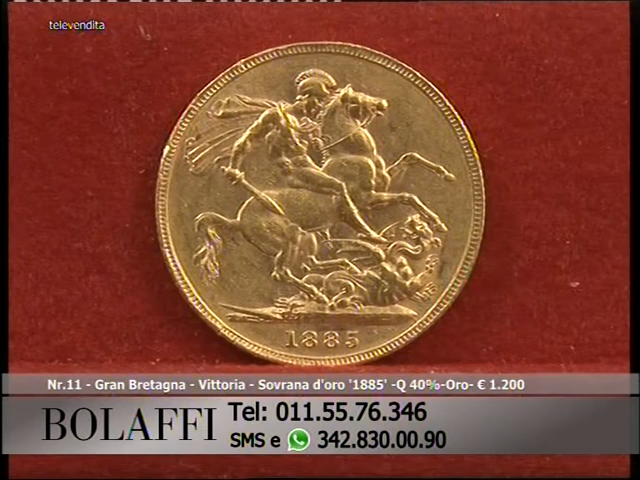 televendita
1885
Nr.11 - Gran Bretagna - Vittoria - Sovrana d'oro '1885' -Q 40%-Oro- € 1.200
BOLAFFI
Tel: 011.55.76.346
SMS e 342.830.00.90